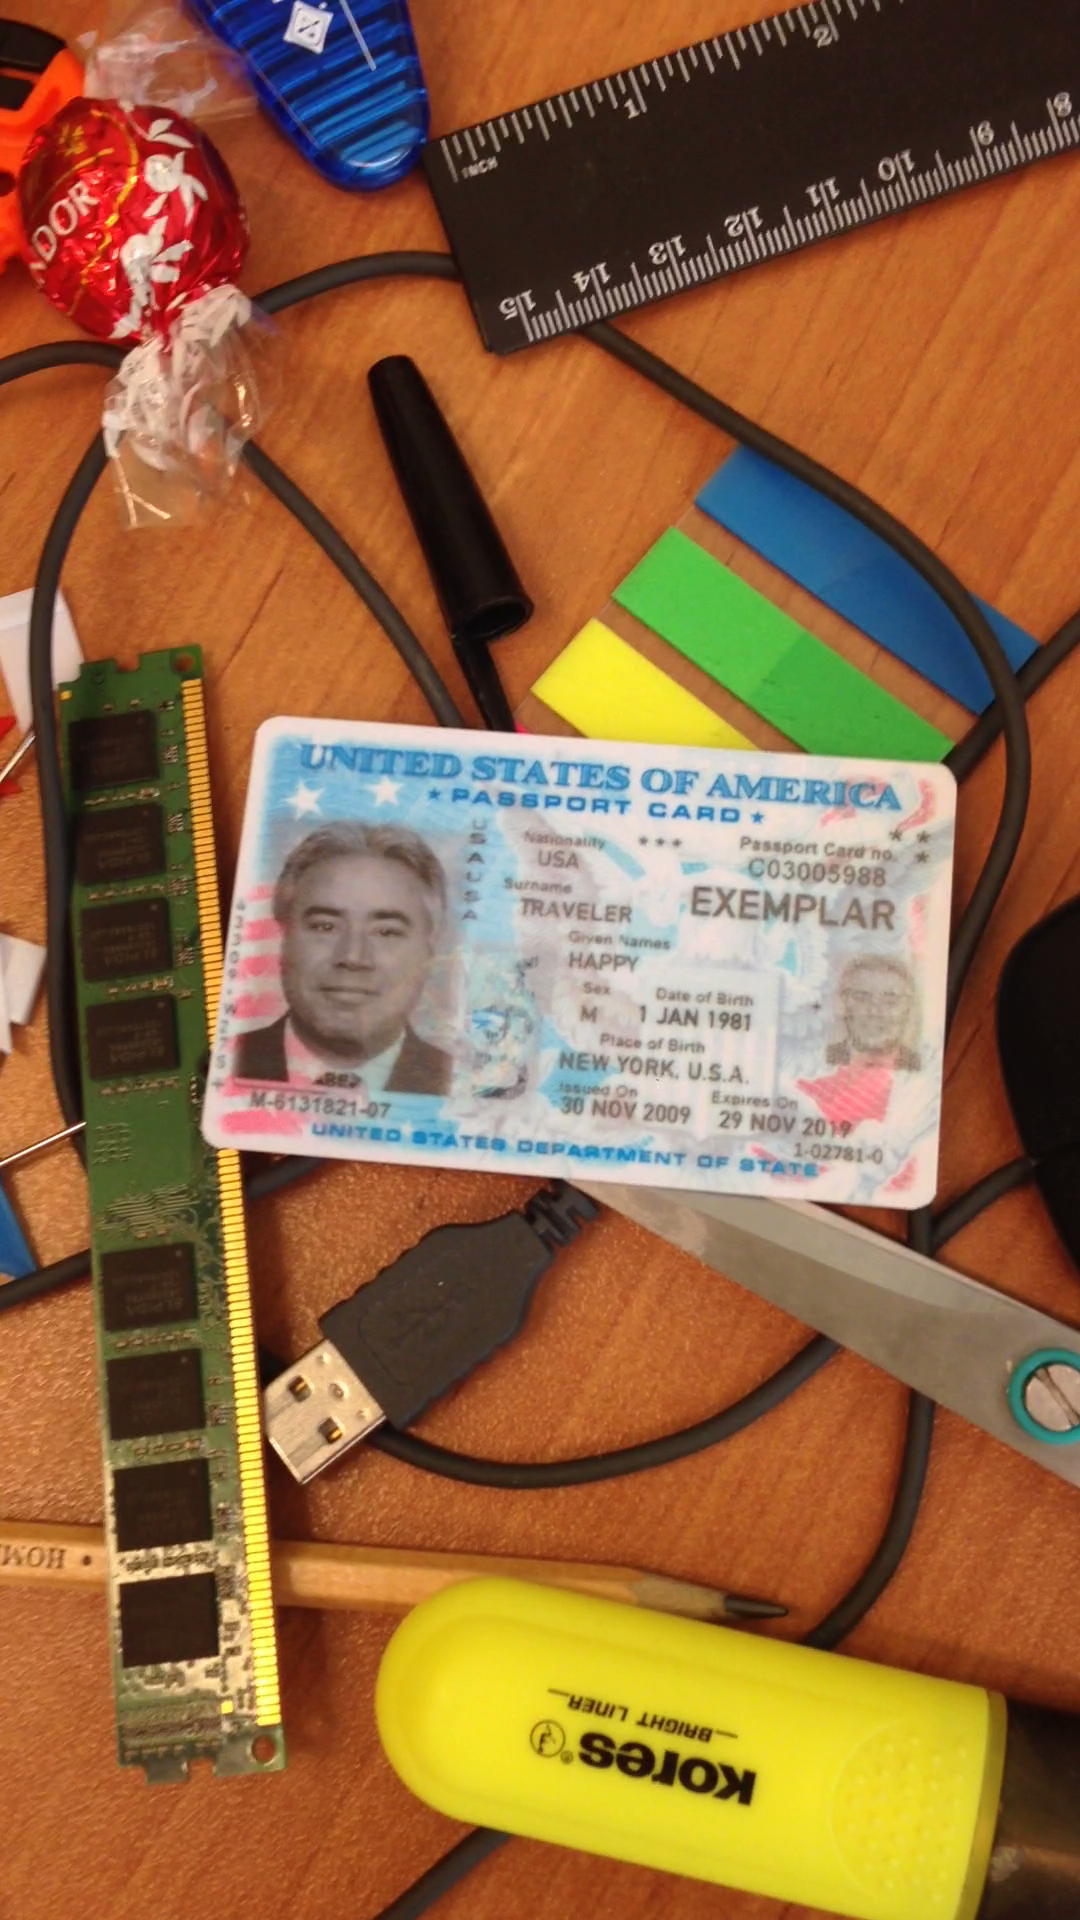 DOR
INCH
1 2
15 14 13 12 11 10 9 8
UNITED STATES OF AMERICA
★ PASSPORT CARD ★
USAUSA
Nationality
USA
* * *
Passport Card no.
C03005988
Surname
TRAVELER
EXEMPLAR
Given Names
HAPPY
Sex
M
Date of Birth
1 JAN 1981
Place of Birth
NEW YORK, U.S.A.
Issued On
30 NOV 2009
Expires On
29 NOV 2019
M-6131821-07
1-02781-0
UNITED STATES DEPARTMENT OF STATE
Kores®
BRIGHT LINER